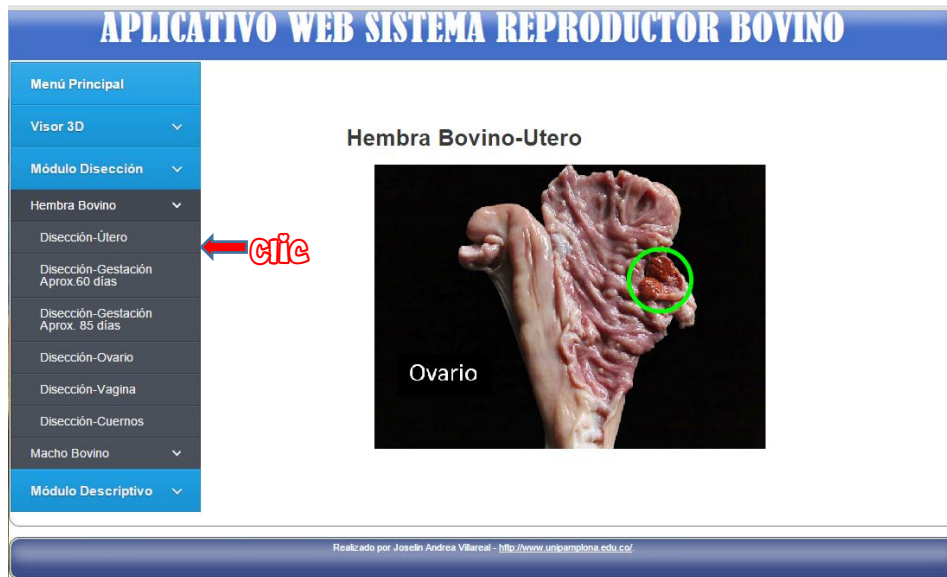 APLICATIVO WEB SISTEMA REPRODUCTOR BOVINO
Menú Principal
Visor 3D
Módulo Disección
Hembra Bovino
Disección-Útero
Disección-Gestación
Aprox.60 días
Disección-Gestación
Aprox. 85 días
Disección-Ovario
Disección-Vagina
Disección-Cuernos
Macho Bovino
Módulo Descriptivo
clic
Hembra Bovino-Utero
Ovario
Realizado por Joselin Andrea Villareal - http://www.unipamplona.edu.co/.